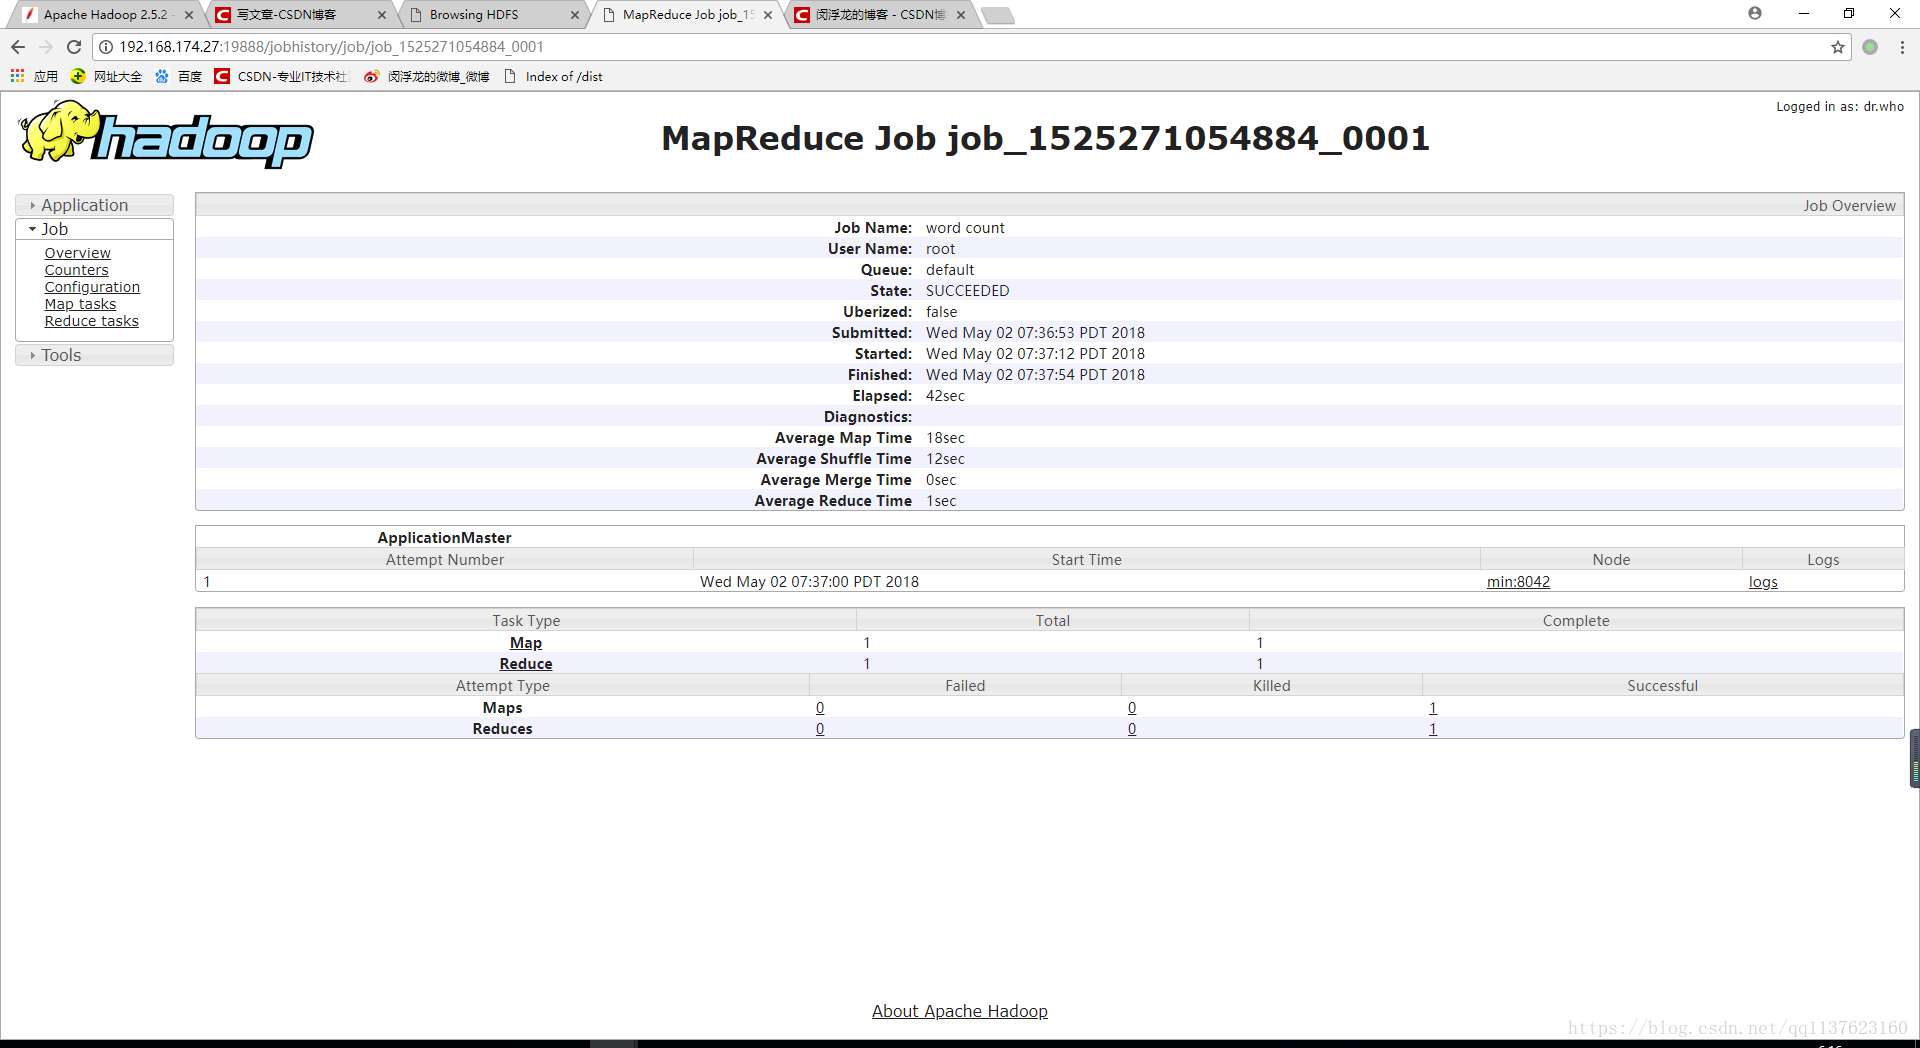 Apache Hadoop 2.5.2 -
写文章-CSDN博客
Browsing HDFS
MapReduce Job job_15
闵浮龙的博客 - CSDN博
192.168.174.27:19888/jobhistory/job/job_1525271054884_0001
应用
网址大全
百度
CSDN-专业IT技术社
闵浮龙的微博_微博
Index of /dist
hadoop
MapReduce Job job_1525271054884_0001
Logged in as: dr.who
Application
Job
Overview
Counters
Configuration
Map tasks
Reduce tasks
Tools
Job Overview
Job Name: word count
User Name: root
Queue: default
State: SUCCEEDED
Uberized: false
Submitted: Wed May 02 07:36:53 PDT 2018
Started: Wed May 02 07:37:12 PDT 2018
Finished: Wed May 02 07:37:54 PDT 2018
Elapsed: 42sec
Diagnostics:
Average Map Time 18sec
Average Shuffle Time 12sec
Average Merge Time 0sec
Average Reduce Time 1sec
ApplicationMaster
Attempt Number Start Time Node Logs
1 Wed May 02 07:37:00 PDT 2018 min:8042 logs
Task Type Total Complete
Map 1 1
Reduce 1 1
Attempt Type Failed Killed Successful
Maps 0 0 1
Reduces 0 0 1
About Apache Hadoop
https://blog.csdn.net/qq1137623160